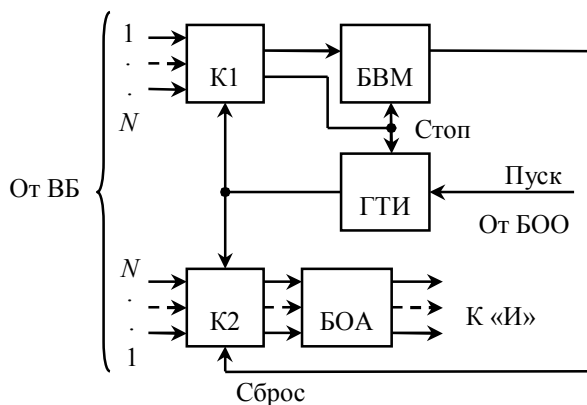 1
.
.
N
К1
БВМ
Стоп
От ВБ
ГТИ
Пуск
От БОО
N
.
.
1
К2
БОА
К «И»
Сброс